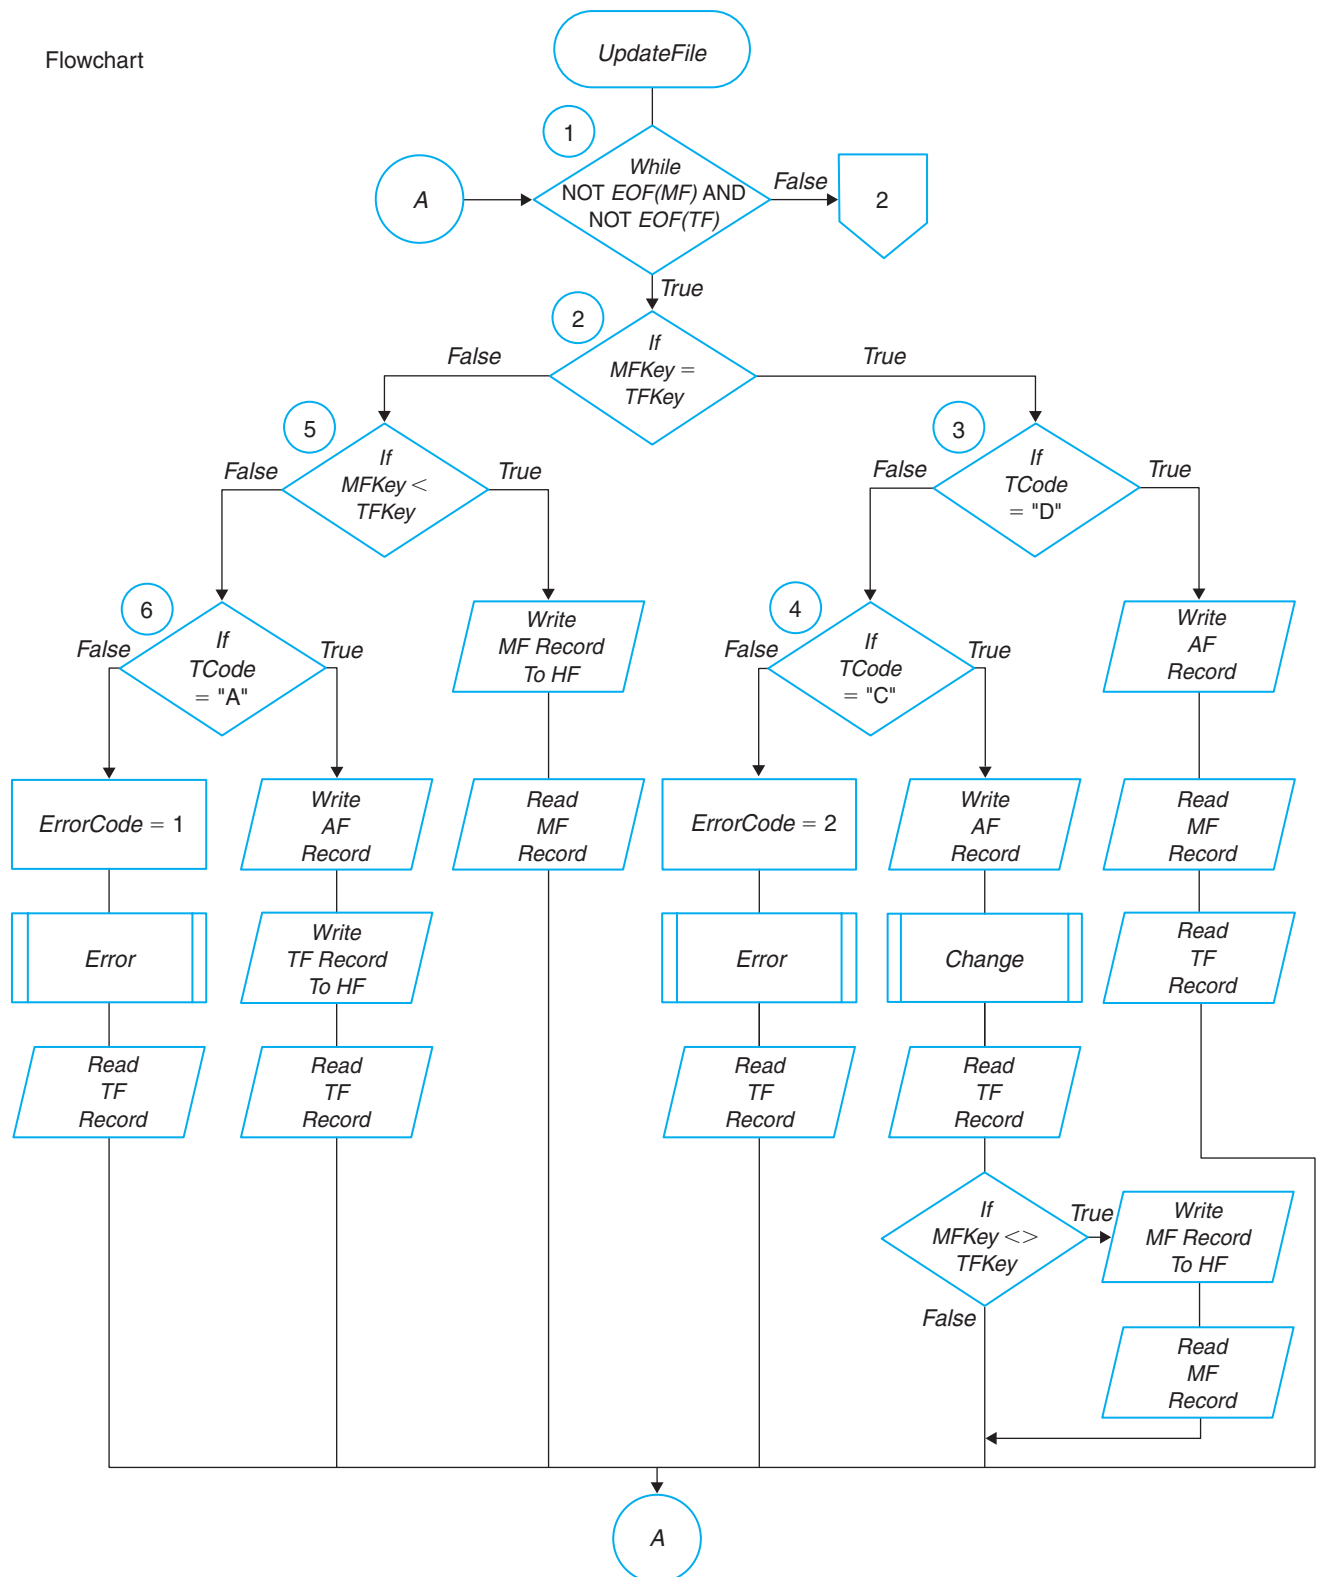 Flowchart
UpdateFile
1
While
NOT EOF(MF) AND
NOT EOF(TF)
A
False
2
True
2
If
MFKey =
TFKey
False
True
5
If
MFKey <
TFKey
False
True
3
If
TCode
= "D"
False
True
6
If
TCode
= "A"
False
True
Write
MF Record
To HF
4
If
TCode
= "C"
False
True
Write
AF
Record
ErrorCode = 1
Write
AF
Record
Read
MF
Record
ErrorCode = 2
Write
AF
Record
Read
MF
Record
Error
Write
TF Record
To HF
Error
Change
Read
TF
Record
Read
TF
Record
Read
TF
Record
Read
TF
Record
Read
TF
Record
If
MFKey <>
TFKey
True
False
Write
MF Record
To HF
Read
MF
Record
A